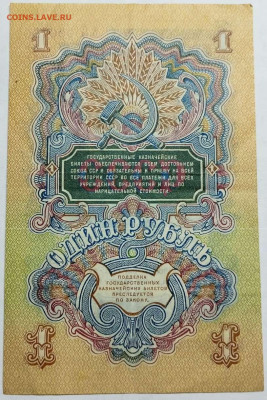 COINS.LAVE.RU
1 1
ГОСУДАРСТВЕННЫЕ КАЗНАЧЕЙСКИЕ
БИЛЕТЫ ОБЕСПЕЧИВАЮТСЯ ВСЕМ ДОСТОЯНИЕМ
СОЮЗА ССР И ОБЯЗАТЕЛЬНЫ К ПРИЕМУ НА ВСЕЙ
ТЕРРИТОРИИ СССР ВО ВСЕ ПЛАТЕЖИ ДЛЯ ВСЕХ
УЧРЕЖДЕНИЙ, ПРЕДПРИЯТИЙ И ЛИЦ ПО
НАРИЦАТЕЛЬНОЙ СТОИМОСТИ
ОДИН РУБЛЬ
ПОДДЕЛКА
ГОСУДАРСТВЕННЫХ
КАЗНАЧЕЙСКИХ БИЛЕТОВ
ПРЕСЛЕДУЕТСЯ
ПО ЗАКОНУ.
1 1